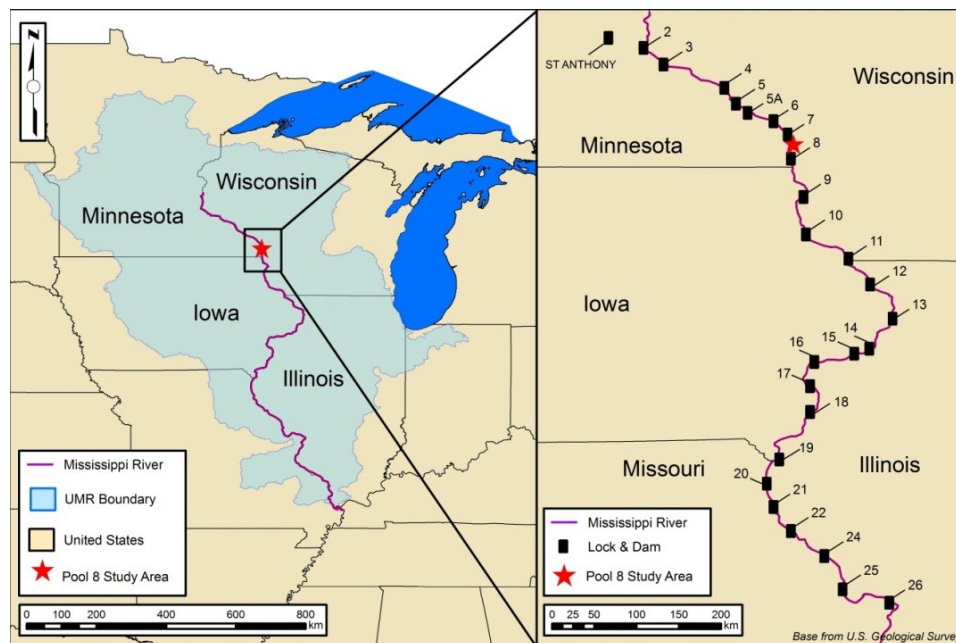 N
Wisconsin
Minnesota
Iowa
Illinois
Mississippi River
UMR Boundary
United States
Pool 8 Study Area
0 100 200 400 600 800
km
2
3
ST ANTHONY
4
5
5A
6
7
8
Wisconsin
Minnesota
9
10
11
12
Iowa
13
14
15
16
17
18
19
Missouri
Illinois
20
21
22
24
25
26
Mississippi River
Lock & Dam
Pool 8 Study Area
0 25 50 100 150 200
km
Base from U.S. Geological Surve